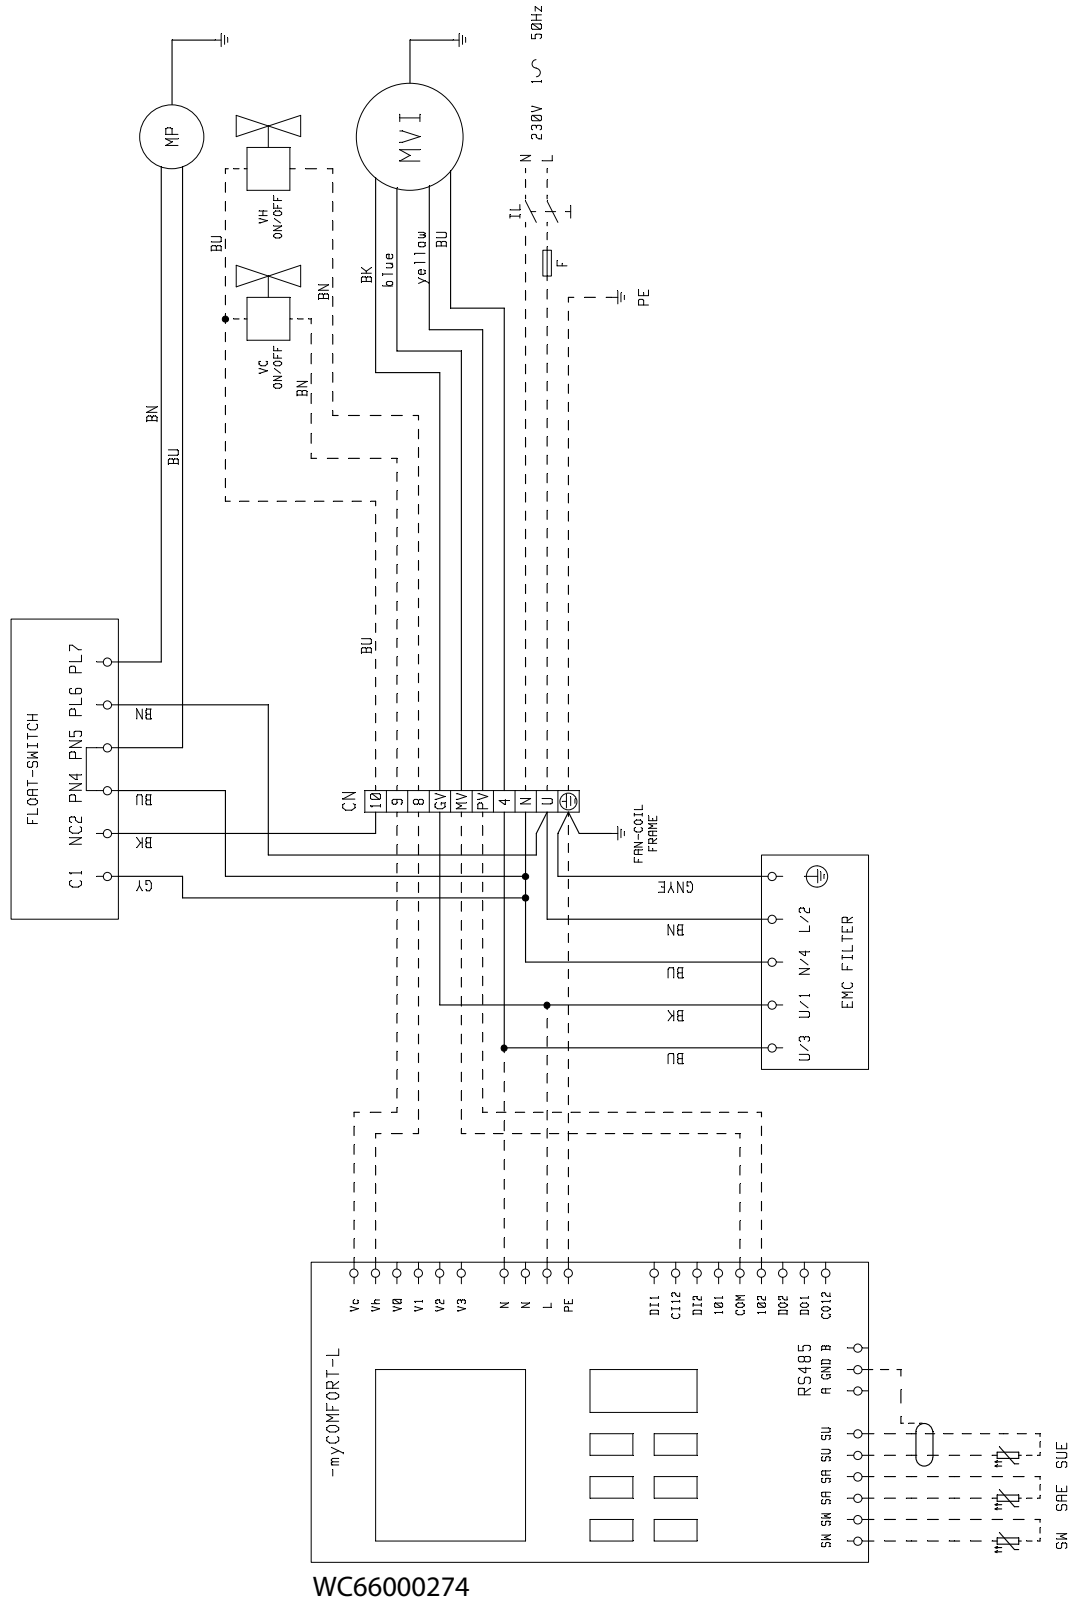 230V 1 50Hz
MP
MVI
N
L
IL
F
PE
VH
ON/OFF
VC
ON/OFF
BU
BN
BN
BK
blue
yellaw
BU
BN
BU
BU
FLOAT-SWITCH
C1 NC2 PN4 PN5 PL6 PL7
GY
BK
BU
BN
CN
10
9
8
GV
MV
PV
4
N
U
FAN-COIL
FRAME
GNYE
BN
BU
BK
BU
U/3 U/1 N/4 L/2
EMC FILTER
-myCOMFORT-L
Vc
Vh
V0
V1
V2
V3
N
N
L
PE
DI1
CI12
DI2
101
COM
102
DO2
DO1
CO12
RS485
A GND B
SW SW SA SA SU SU
SW SAE SUE
WC66000274